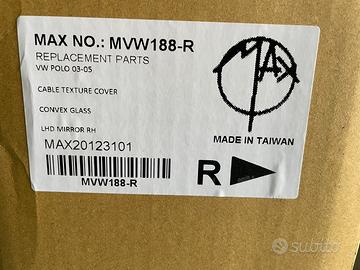 MAX NO.: MVW188-R
REPLACEMENT PARTS
VW POLO 03-05
CABLE TEXTURE COVER
CONVEX GLASS
LHD MIRROR RH
MAX20123101
MVW188-R
MAX
MADE IN TAIWAN
R
subito